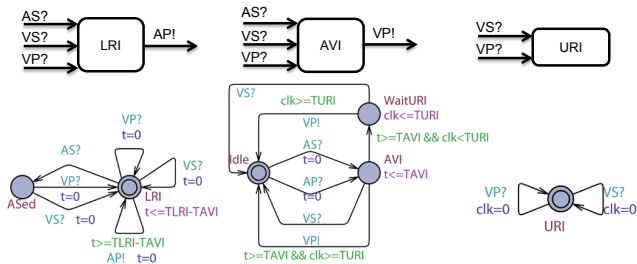 AS?
VS?
VP?
LRI
AP!
AS?
VS?
VP?
AVI
VP!
VS?
VP?
URI
VP?
t=0
AS?
VS?
t=0
VP?
t=0
ASed
LRI
t<=TLRI-TAVI
VS?
t=0
t>=TLRI-TAVI
AP!
t=0
VS?
clk>=TURI
WaitURI
clk<=TURI
VP!
t>=TAVI && clk<TURI
Idle
AS?
t=0
AVI
t<=TAVI
AP?
t=0
VS?
VP!
t>=TAVI && clk>=TURI
VP?
clk=0
VS?
clk=0
URI